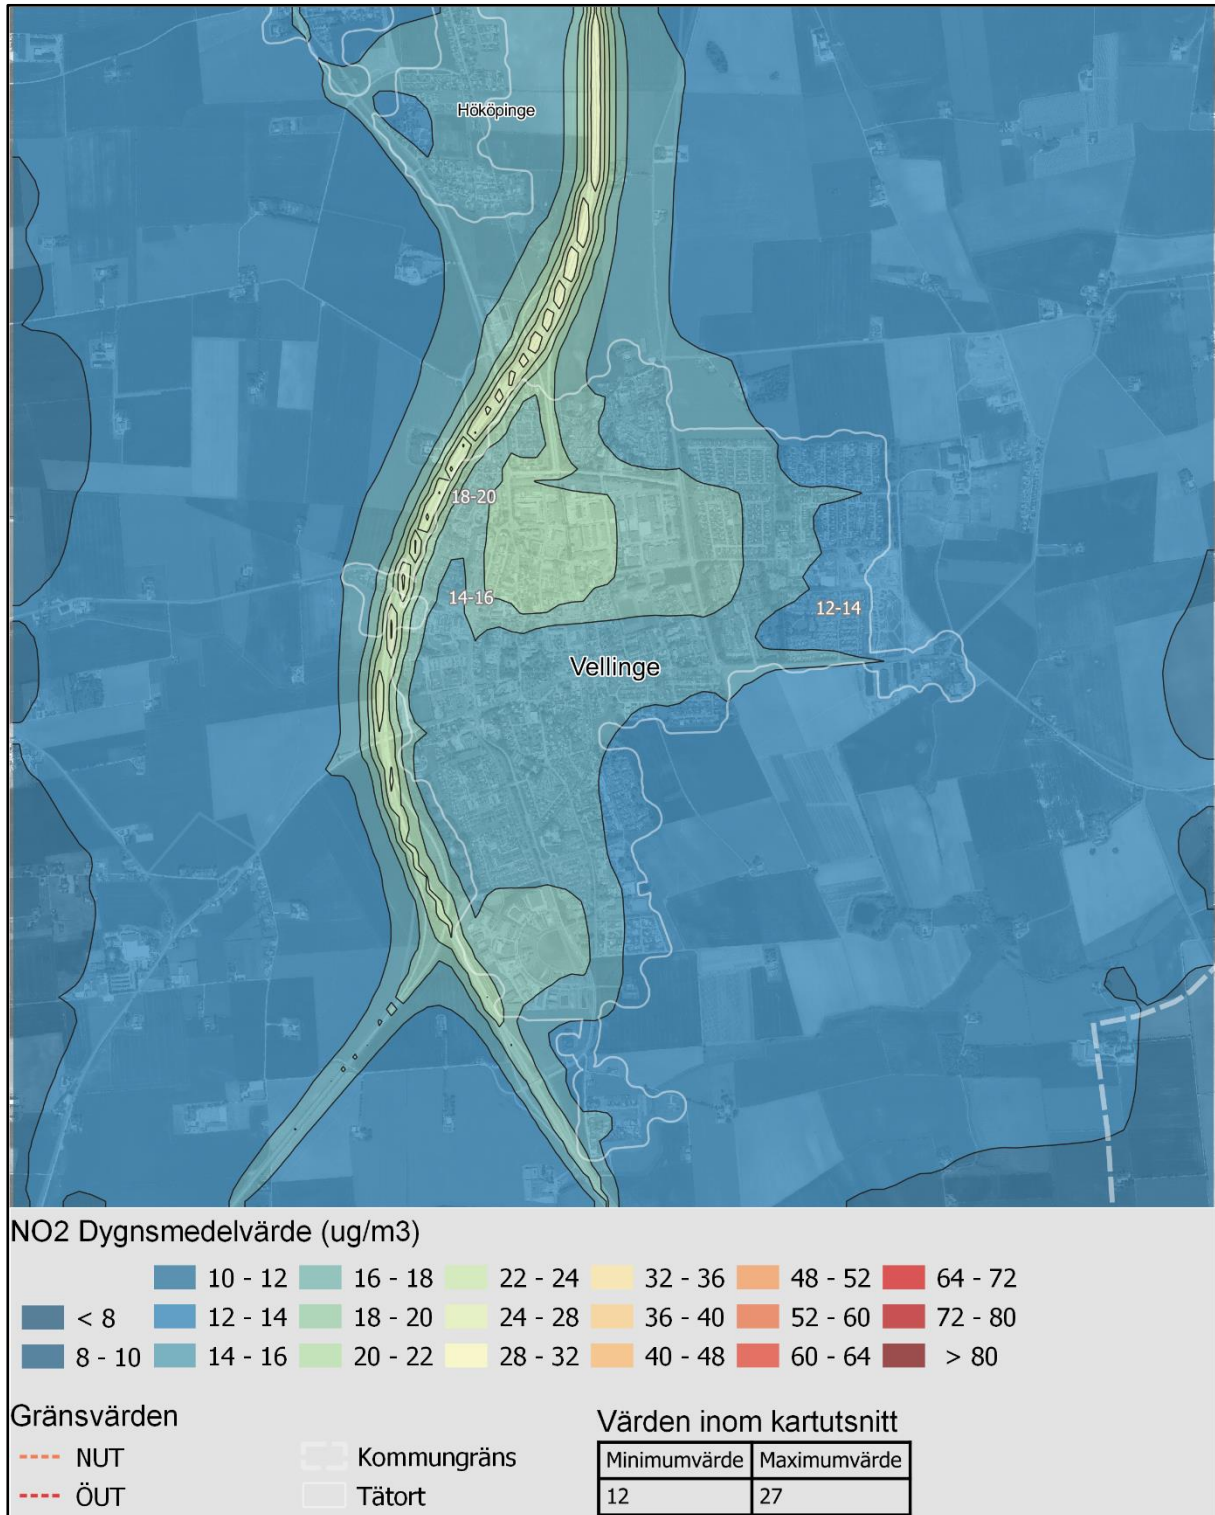 Hököpinge
18-20
14-16
12-14
Vellinge
NO2 Dygnsmedelvärde (ug/m3)
10 - 12 16 - 18 22 - 24 32 - 36 48 - 52 64 - 72
< 8 12 - 14 18 - 20 24 - 28 36 - 40 52 - 60 72 - 80
8 - 10 14 - 16 20 - 22 28 - 32 40 - 48 60 - 64 > 80
Gränsvärden
Värden inom kartutsnitt
NUT Kommungräns Minimumvärde Maximumvärde
ÖUT Tätort 12 27